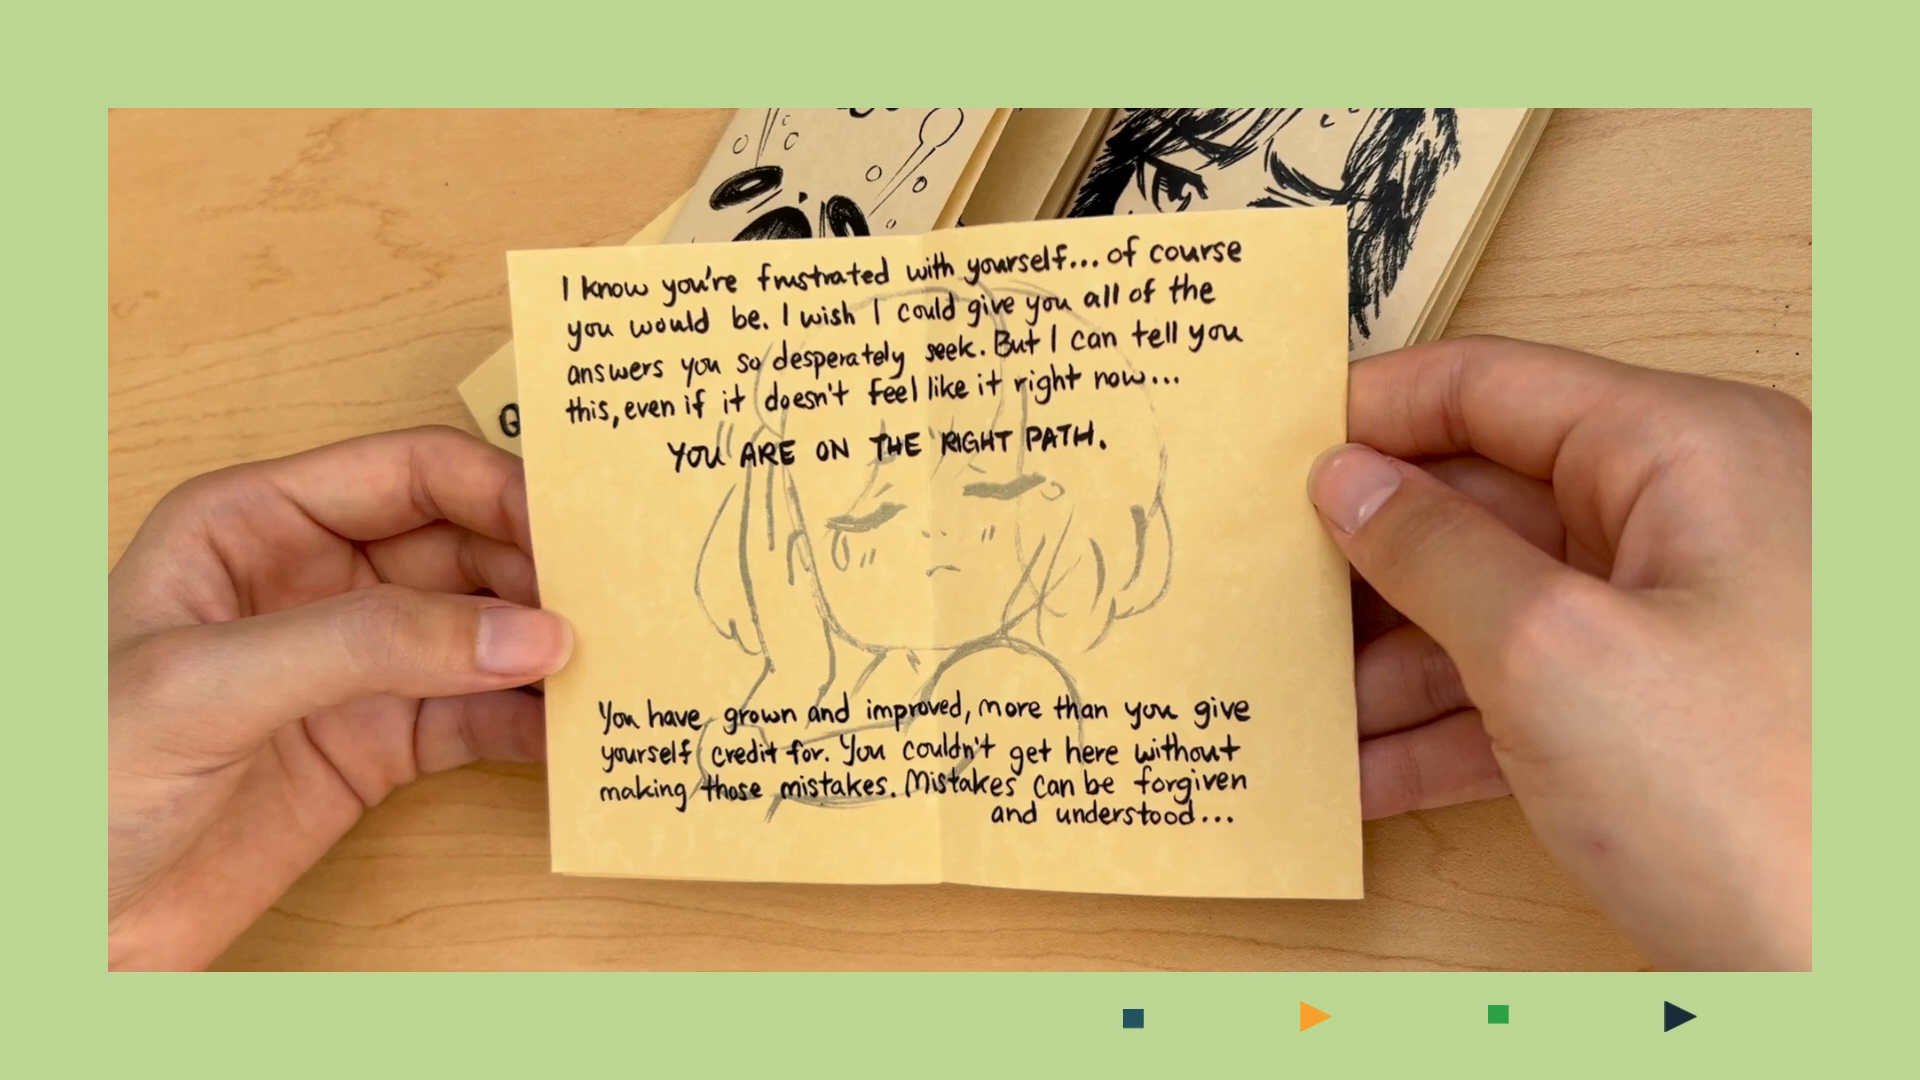 I know you're frustrated with yourself... of course
you would be. I wish I could give you all of the
answers you so desperately seek. But I can tell you
this, even if it doesn't feel like it right now...
YOU ARE ON THE RIGHT PATH.
You have grown and improved, more than you give
yourself credit for. You couldn't get here without
making those mistakes. Mistakes can be forgiven
and understood...